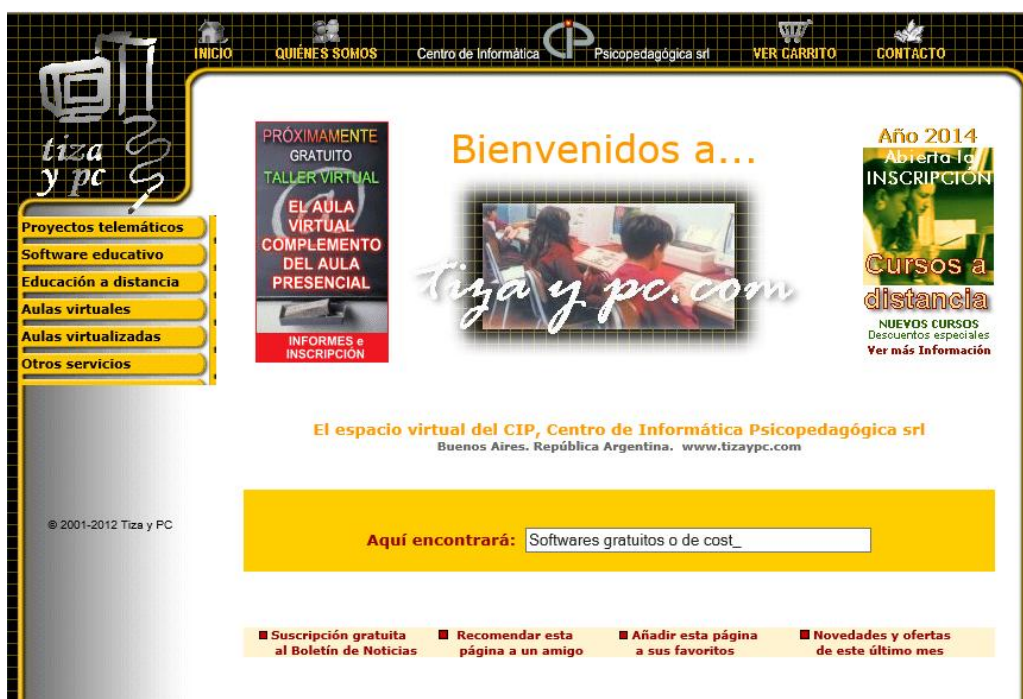 INICIO
QUIÉNES SOMOS
Centro de Informática CIP Psicopedagógica srl
VER CARRITO
CONTACTO
tiza
y pc
Proyectos telemáticos
Software educativo
Educación a distancia
Aulas virtuales
Aulas virtualizadas
Otros servicios
© 2001-2012 Tiza y PC
PRÓXIMAMENTE
GRATUITO
TALLER VIRTUAL
@
EL AULA
VIRTUAL
COMPLEMENTO
DEL AULA
PRESENCIAL
INFORMES e
INSCRIPCIÓN
Bienvenidos a...
tiza y pc.com
Año 2014
Abierta la
INSCRIPCIÓN
Cursos a
distancia
NUEVOS CURSOS
Descuentos especiales
Ver más Información
El espacio virtual del CIP, Centro de Informática Psicopedagógica srl
Buenos Aires. República Argentina. www.tizaypc.com
Aquí encontrará: Softwares gratuitos o de cost_
Suscripción gratuita
al Boletín de Noticias
Recomendar esta
página a un amigo
Añadir esta página
a sus favoritos
Novedades y ofertas
de este último mes